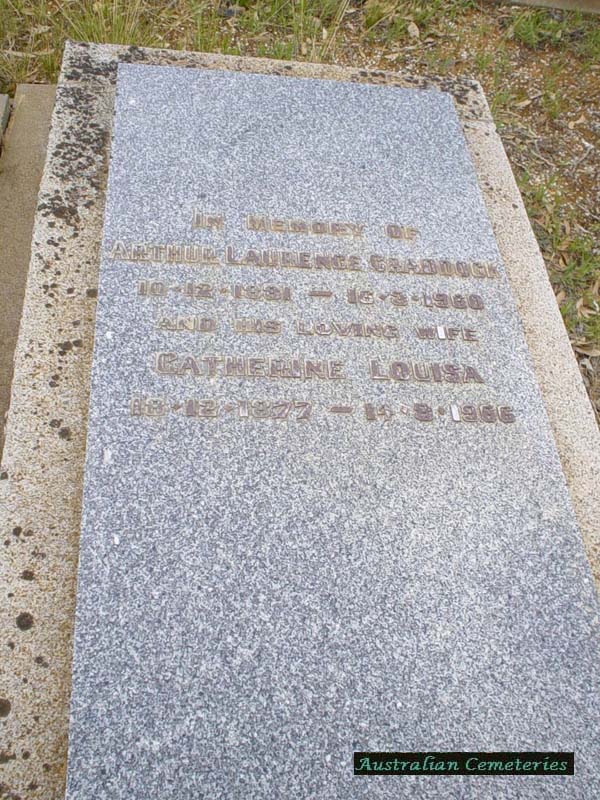 In Memory of
Arthur Laurence Craddock
10·12·1881 – 16·3·1960
and his loving wife
Catherine Louisa
18·12·1877 – 14·8·1966
Australian Cemeteries